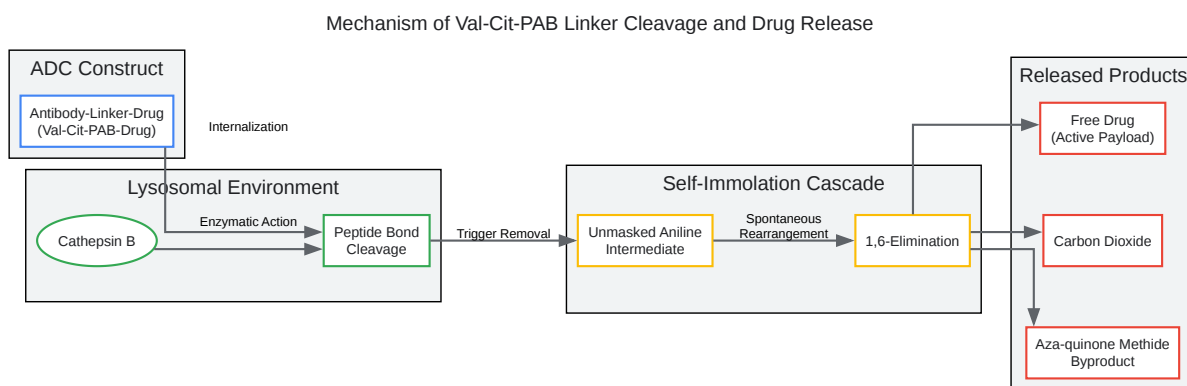 Mechanism of Val-Cit-PAB Linker Cleavage and Drug Release
ADC Construct
Antibody-Linker-Drug
(Val-Cit-PAB-Drug)
Internalization
Lysosomal Environment
Cathepsin B
Enzymatic Action
Peptide Bond
Cleavage
Trigger Removal
Self-Immolation Cascade
Unmasked Aniline
Intermediate
Spontaneous
Rearrangement
1,6-Elimination
Released Products
Free Drug
(Active Payload)
Carbon Dioxide
Aza-quinone Methide
Byproduct